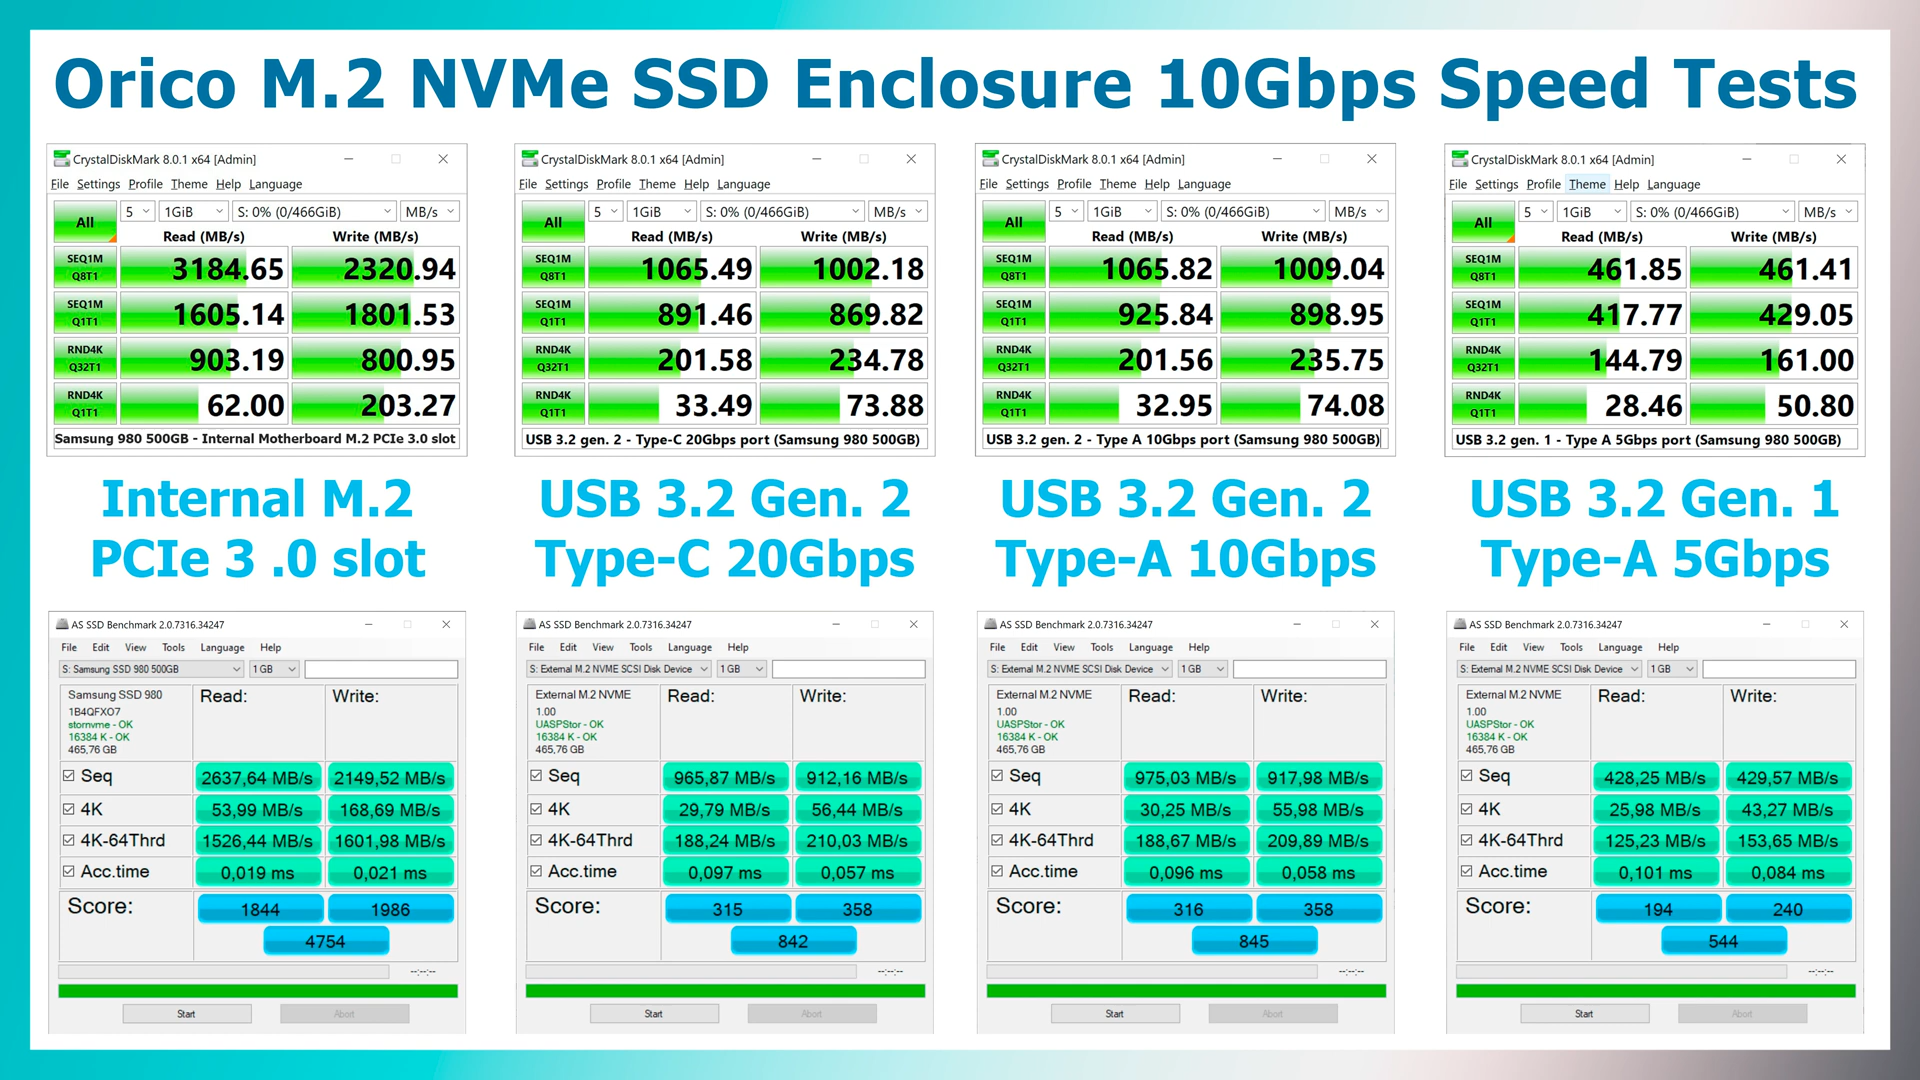 Orico M.2 NVMe SSD Enclosure 10Gbps Speed Tests
CrystalDiskMark 8.0.1 x64 [Admin]
File Settings Profile Theme Help Language
All
5 1GiB S: 0% (0/466GiB) MB/s
Read (MB/s) Write (MB/s)
SEQ1M Q8T1 3184.65 2320.94
SEQ1M Q1T1 1605.14 1801.53
RND4K Q32T1 903.19 800.95
RND4K Q1T1 62.00 203.27
Samsung 980 500GB - Internal Motherboard M.2 PCIe 3.0 slot
CrystalDiskMark 8.0.1 x64 [Admin]
File Settings Profile Theme Help Language
All
5 1GiB S: 0% (0/466GiB) MB/s
Read (MB/s) Write (MB/s)
SEQ1M Q8T1 1065.49 1002.18
SEQ1M Q1T1 891.46 869.82
RND4K Q32T1 201.58 234.78
RND4K Q1T1 33.49 73.88
USB 3.2 gen. 2 - Type-C 20Gbps port (Samsung 980 500GB)
CrystalDiskMark 8.0.1 x64 [Admin]
File Settings Profile Theme Help Language
All
5 1GiB S: 0% (0/466GiB) MB/s
Read (MB/s) Write (MB/s)
SEQ1M Q8T1 1065.82 1009.04
SEQ1M Q1T1 925.84 898.95
RND4K Q32T1 201.56 235.75
RND4K Q1T1 32.95 74.08
USB 3.2 gen. 2 - Type A 10Gbps port (Samsung 980 500GB)
CrystalDiskMark 8.0.1 x64 [Admin]
File Settings Profile Theme Help Language
All
5 1GiB S: 0% (0/466GiB) MB/s
Read (MB/s) Write (MB/s)
SEQ1M Q8T1 461.85 461.41
SEQ1M Q1T1 417.77 429.05
RND4K Q32T1 144.79 161.00
RND4K Q1T1 28.46 50.80
USB 3.2 gen. 1 - Type A 5Gbps port (Samsung 980 500GB)
Internal M.2
PCIe 3 .0 slot
USB 3.2 Gen. 2
Type-C 20Gbps
USB 3.2 Gen. 2
Type-A 10Gbps
USB 3.2 Gen. 1
Type-A 5Gbps
AS SSD Benchmark 2.0.7316.34247
File Edit View Tools Language Help
S: Samsung SSD 980 500GB 1 GB
Samsung SSD 980 Read: Write:
1B4QFXO7
stornvme - OK
16384 K - OK
465,76 GB
Seq 2637,64 MB/s 2149,52 MB/s
4K 53,99 MB/s 168,69 MB/s
4K-64Thrd 1526,44 MB/s 1601,98 MB/s
Acc.time 0,019 ms 0,021 ms
Score: 1844 1986
4754
--:--:--
Start Abort
AS SSD Benchmark 2.0.7316.34247
File Edit View Tools Language Help
S: External M.2 NVME SCSI Disk Device 1 GB
External M.2 NVME Read: Write:
1.00
UASPStor - OK
16384 K - OK
465,76 GB
Seq 965,87 MB/s 912,16 MB/s
4K 29,79 MB/s 56,44 MB/s
4K-64Thrd 188,24 MB/s 210,03 MB/s
Acc.time 0,097 ms 0,057 ms
Score: 315 358
842
--:--:--
Start Abort
AS SSD Benchmark 2.0.7316.34247
File Edit View Tools Language Help
S: External M.2 NVME SCSI Disk Device 1 GB
External M.2 NVME Read: Write:
1.00
UASPStor - OK
16384 K - OK
465,76 GB
Seq 975,03 MB/s 917,98 MB/s
4K 30,25 MB/s 55,98 MB/s
4K-64Thrd 188,67 MB/s 209,89 MB/s
Acc.time 0,096 ms 0,058 ms
Score: 316 358
845
--:--:--
Start Abort
AS SSD Benchmark 2.0.7316.34247
File Edit View Tools Language Help
S: External M.2 NVME SCSI Disk Device 1 GB
External M.2 NVME Read: Write:
1.00
UASPStor - OK
16384 K - OK
465,76 GB
Seq 428,25 MB/s 429,57 MB/s
4K 25,98 MB/s 43,27 MB/s
4K-64Thrd 125,23 MB/s 153,65 MB/s
Acc.time 0,101 ms 0,084 ms
Score: 194 240
544
--:--:--
Start Abort